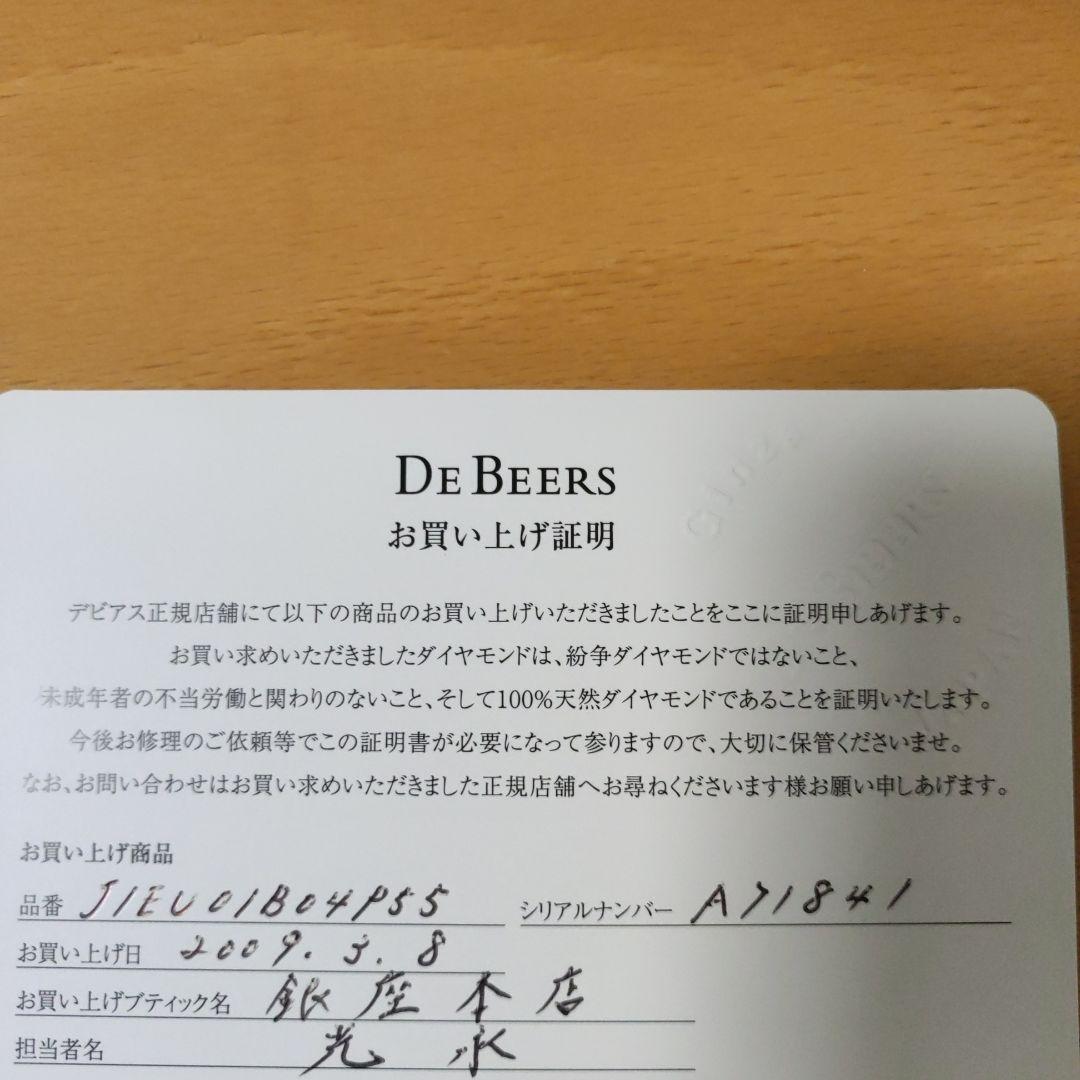 DE BEERS
お買い上げ証明
デビアス正規店舗にて以下の商品のお買い上げいただきましたことをここに証明申しあげます。
お買い求めいただきましたダイヤモンドは、紛争ダイヤモンドではないこと、
未成年者の不当労働と関わりのないこと、そして100%天然ダイヤモンドであることを証明いたします。
今後お修理のご依頼等でこの証明書が必要になって参りますので、大切に保管くださいませ。
なお、お問い合わせはお買い求めいただきました正規店舗へお尋ねくださいます様お願い申しあげます。
お買い上げ商品
品番 J1EU01B04P55 シリアルナンバー A71841
お買い上げ日 2009. 3. 8
お買い上げブティック名 銀座本店
担当者名 光永